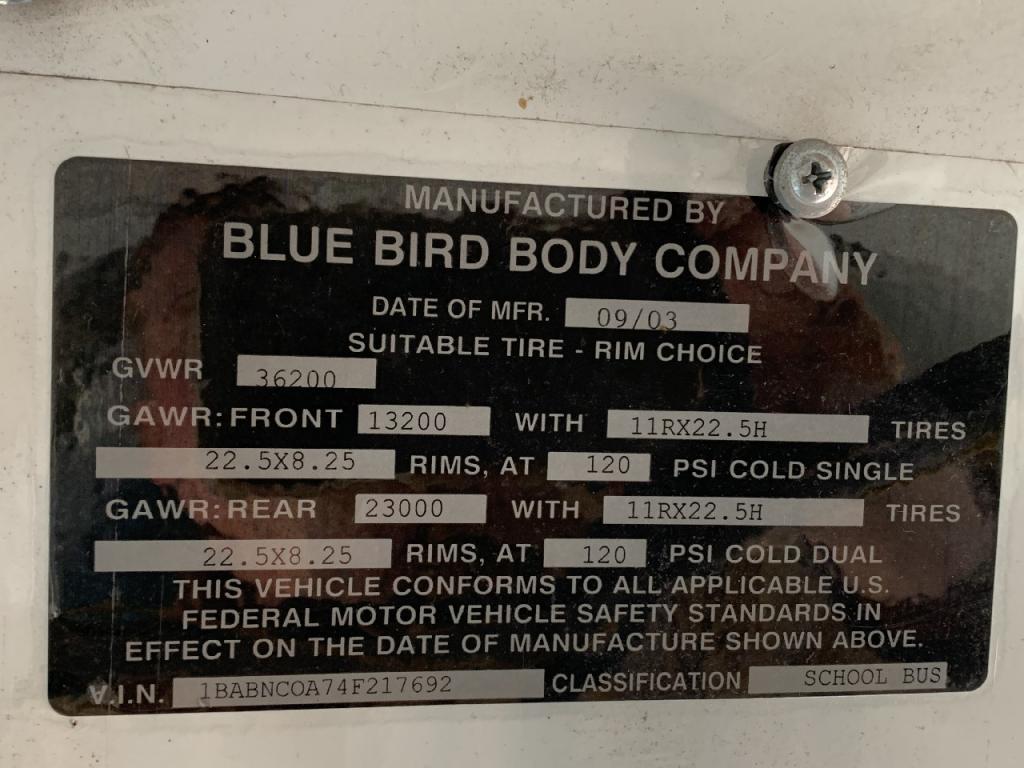 MANUFACTURED BY
BLUE BIRD BODY COMPANY
DATE OF MFR. 09/03
SUITABLE TIRE - RIM CHOICE
GVWR 36200
GAWR: FRONT 13200 WITH 11RX22.5H TIRES
22.5X8.25 RIMS, AT 120 PSI COLD SINGLE
GAWR: REAR 23000 WITH 11RX22.5H TIRES
22.5X8.25 RIMS, AT 120 PSI COLD DUAL
THIS VEHICLE CONFORMS TO ALL APPLICABLE U.S.
FEDERAL MOTOR VEHICLE SAFETY STANDARDS IN
EFFECT ON THE DATE OF MANUFACTURE SHOWN ABOVE.
V.I.N. 1BABNCOA74F217692 CLASSIFICATION SCHOOL BUS